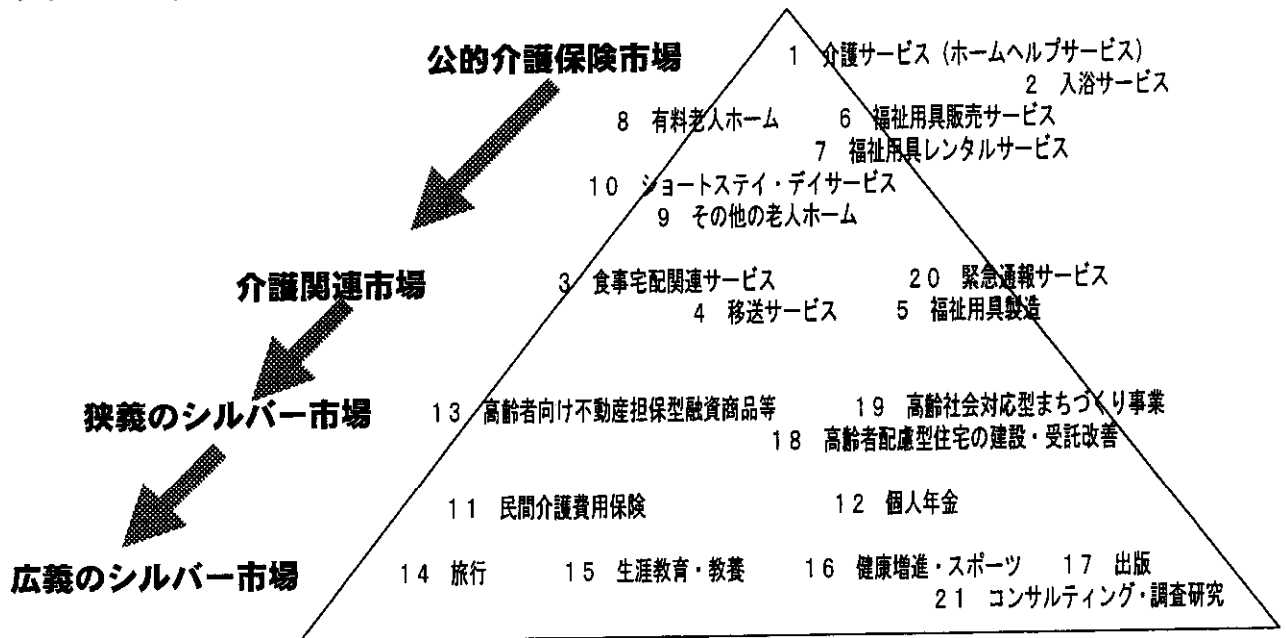 公的介護保険市場
1 介護サービス（ホームヘルプサービス）
2 入浴サービス
8 有料老人ホーム 6 福祉用具販売サービス
7 福祉用具レンタルサービス
10 ショートステイ・デイサービス
9 その他の老人ホーム
介護関連市場
3 食事宅配関連サービス 20 緊急通報サービス
4 移送サービス 5 福祉用具製造
狭義のシルバー市場
13 高齢者向け不動産担保型融資商品等 19 高齢社会対応型まちづくり事業
18 高齢者配慮型住宅の建設・受託改善
11 民間介護費用保険 12 個人年金
広義のシルバー市場
14 旅行 15 生涯教育・教養 16 健康増進・スポーツ 17 出版
21 コンサルティング・調査研究